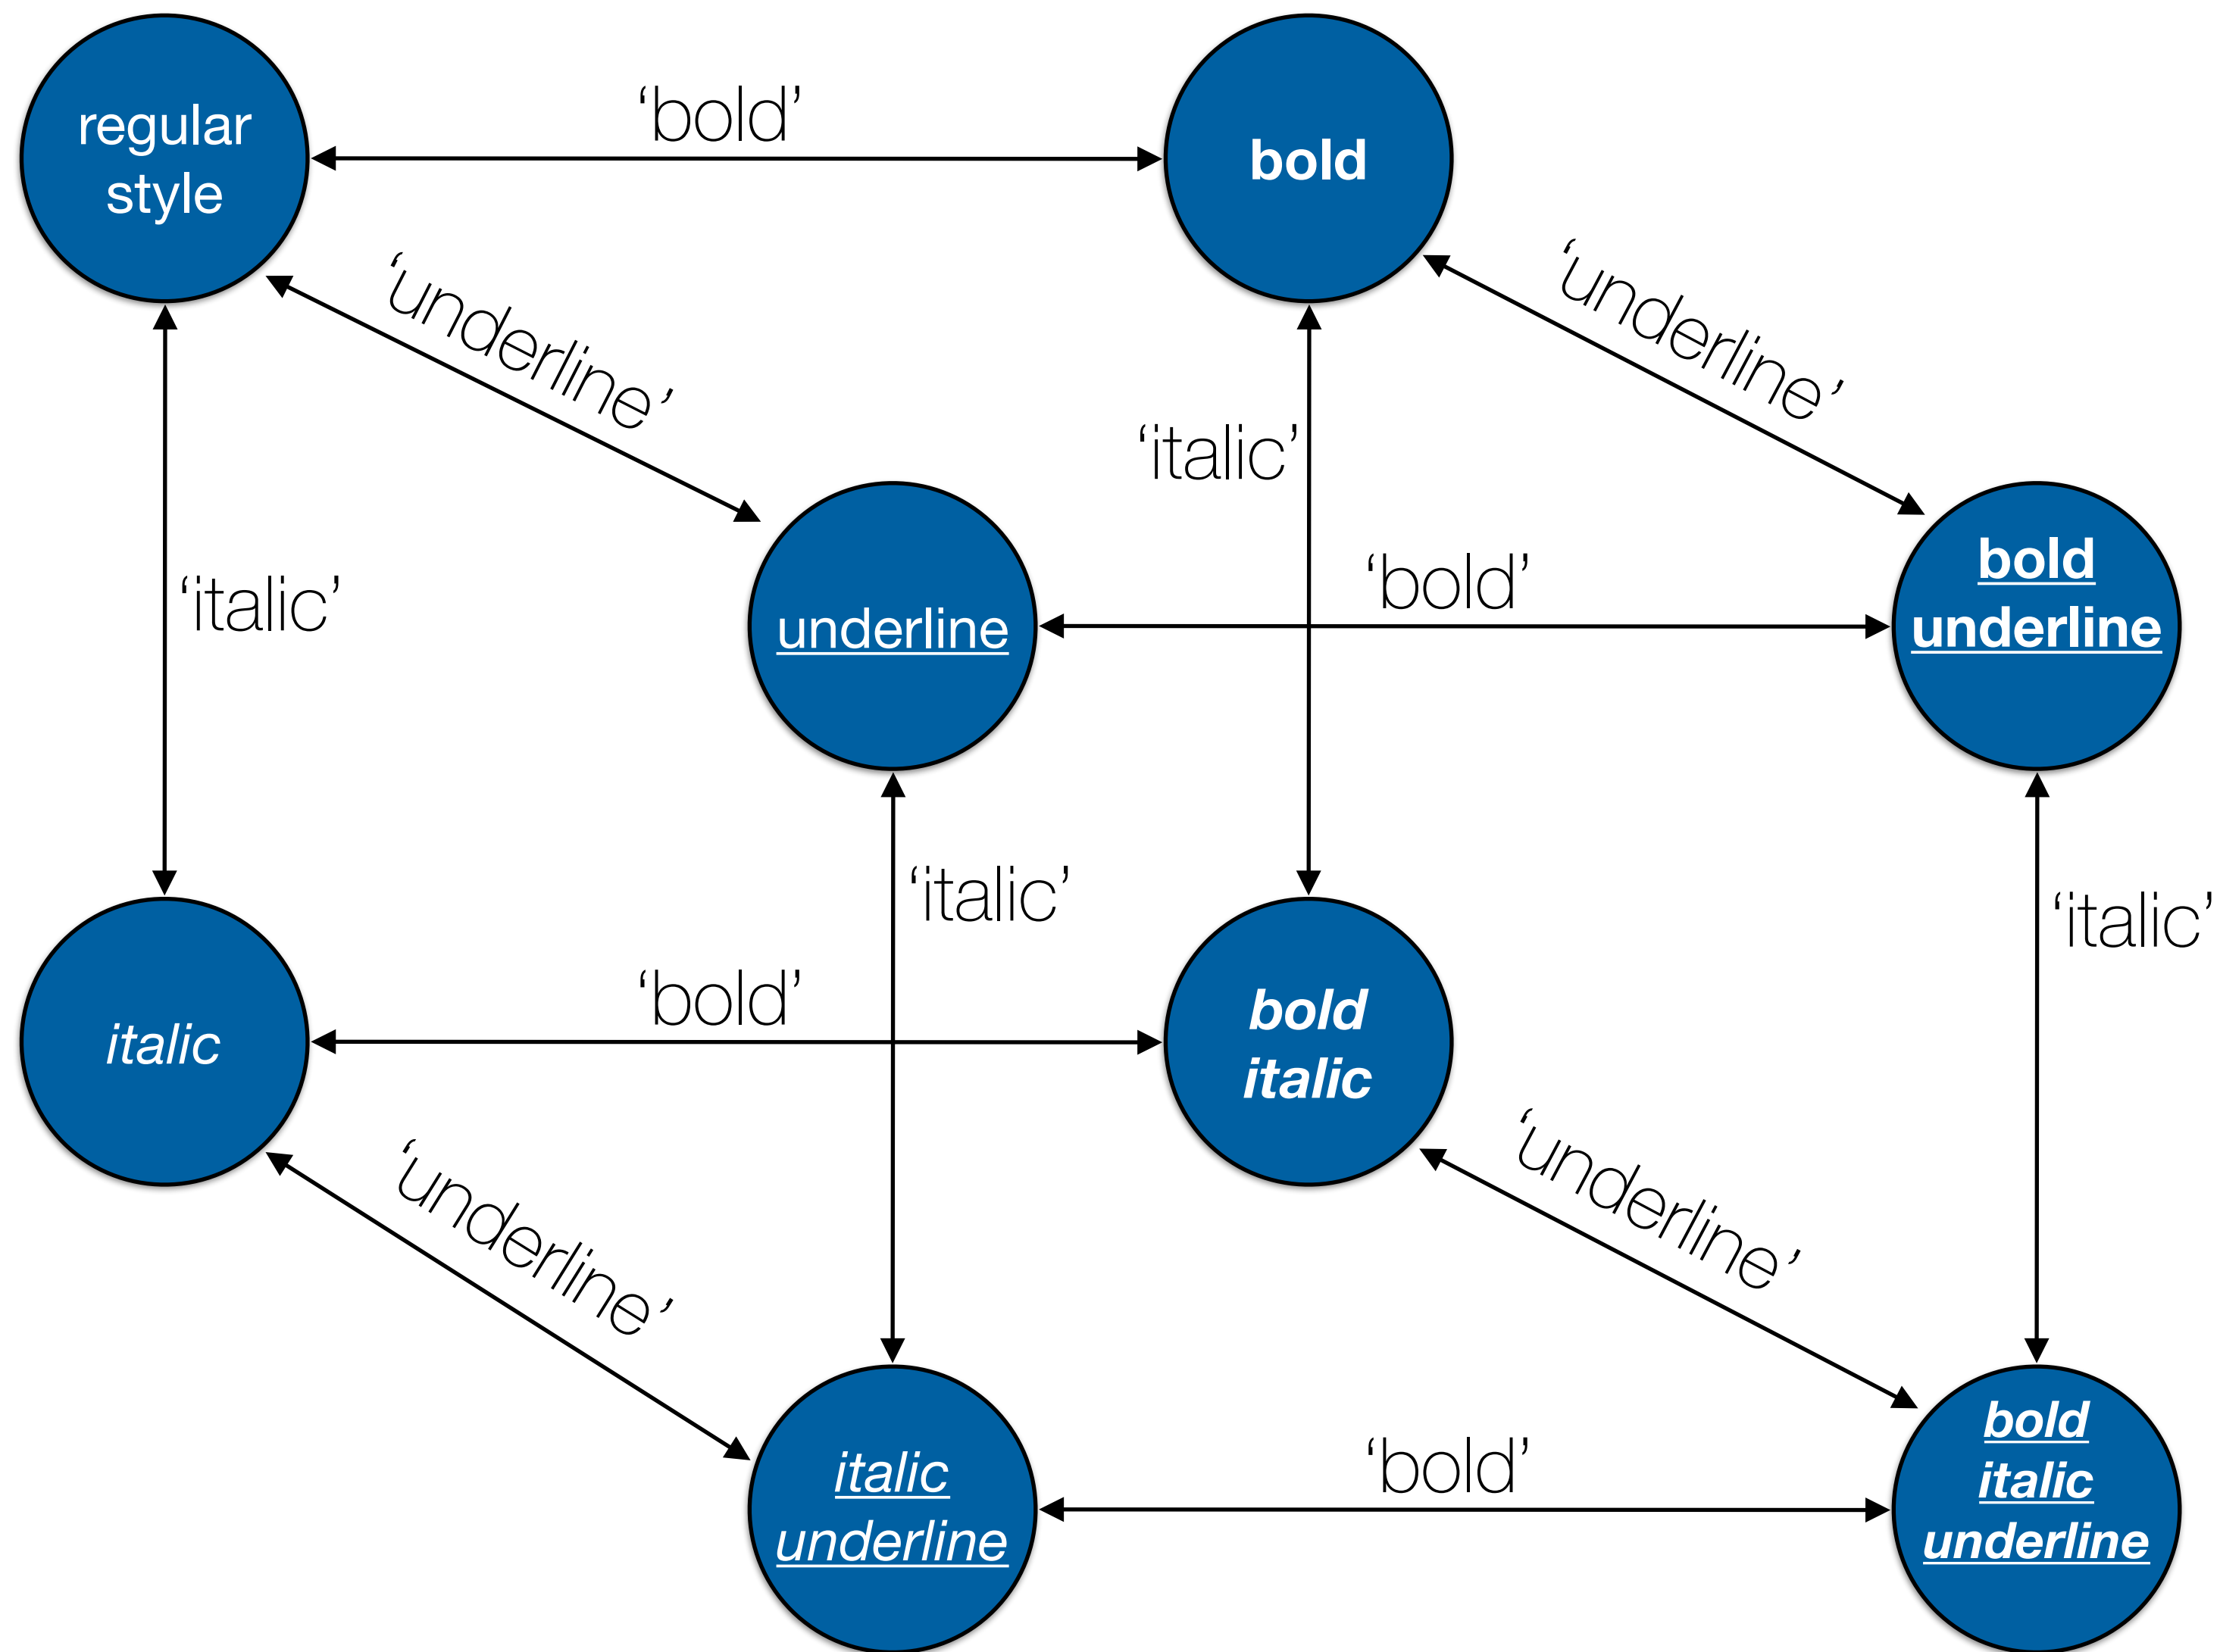 regular
style
‘bold’
bold
‘underline’
‘underline’
‘italic’
‘italic’
underline
‘bold’
bold
underline
‘italic’
‘italic’
italic
‘bold’
bold
italic
‘underline’
‘underline’
italic
underline
‘bold’
bold
italic
underline